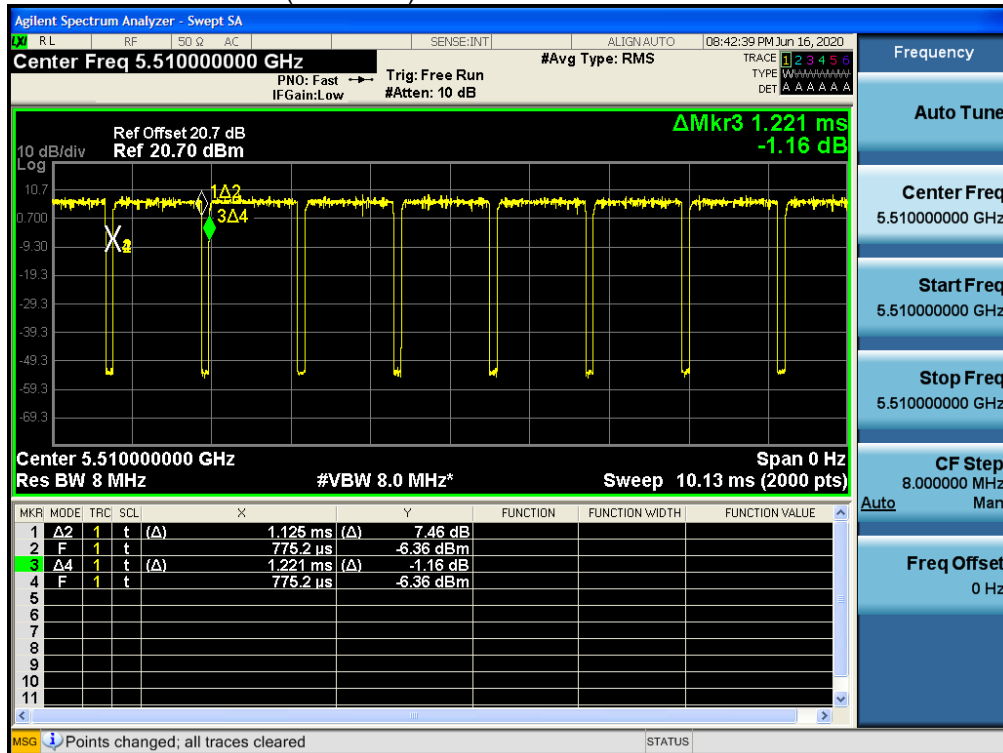 Agilent Spectrum Analyzer - Swept SA
LXI RL RF 50 Ω AC SENSE:INT ALIGN AUTO 08:42:39 PM Jun 16, 2020
Center Freq 5.510000000 GHz
#Avg Type: RMS
TRACE 1 2 3 4 5 6
PNO: Fast
Trig: Free Run
TYPE WWWWWW
IFGain:Low
#Atten: 10 dB
DET A A A A A A
ΔMkr3 1.221 ms
-1.16 dB
Ref Offset 20.7 dB
10 dB/div Ref 20.70 dBm
Log
10.7
0.700
-9.30
-19.3
-29.3
-39.3
-49.3
-59.3
-69.3
1Δ2
3Δ4
Center 5.510000000 GHz Span 0 Hz
Res BW 8 MHz #VBW 8.0 MHz* Sweep 10.13 ms (2000 pts)
MKR MODE TRC SCL X Y FUNCTION FUNCTION WIDTH FUNCTION VALUE
1 Δ2 1 t (Δ) 1.125 ms (Δ) 7.46 dB
2 F 1 t 775.2 µs -6.36 dBm
3 Δ4 1 t (Δ) 1.221 ms (Δ) -1.16 dB
4 F 1 t 775.2 µs -6.36 dBm
5
6
7
8
9
10
11
MSG Points changed; all traces cleared STATUS
Frequency
Auto Tune
Center Freq
5.510000000 GHz
Start Freq
5.510000000 GHz
Stop Freq
5.510000000 GHz
CF Step
8.000000 MHz
Auto Man
Freq Offset
0 Hz